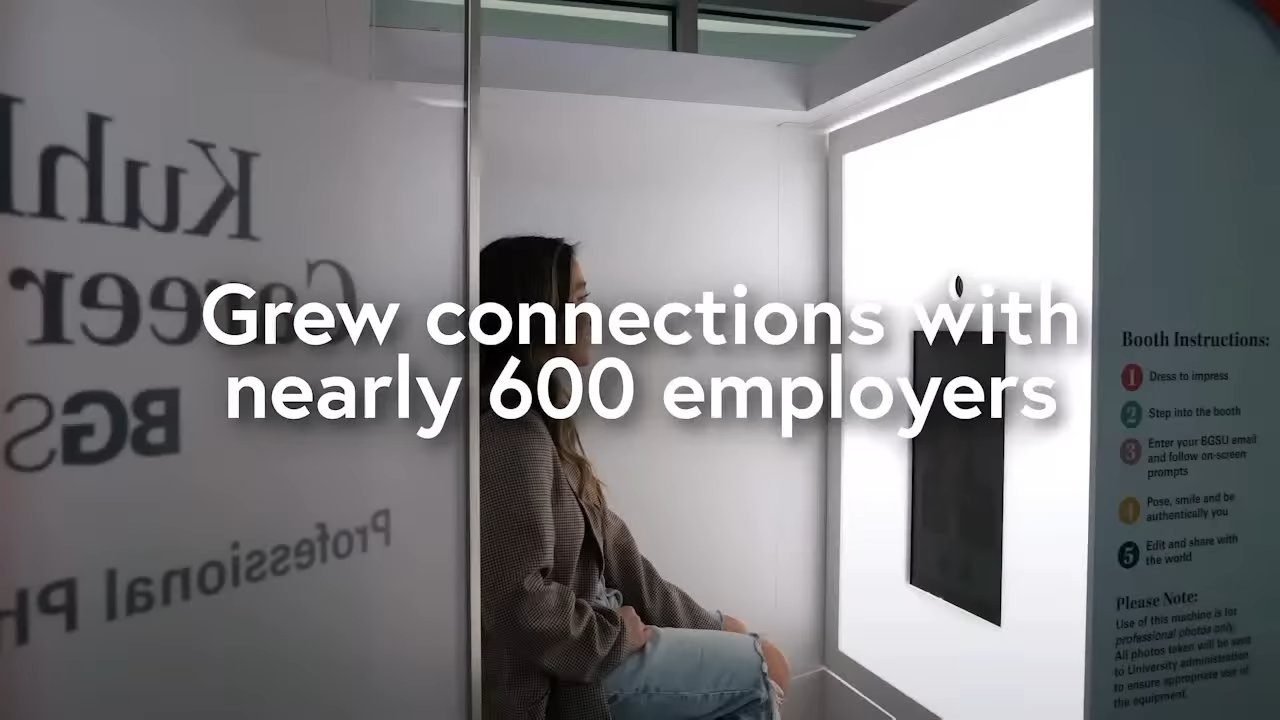 Kuhl
Career
BGS
Professional Ph
Grew connections with
nearly 600 employers
Booth Instructions:
1 Dress to impress
2 Step into the booth
3 Enter your BGSU email
and follow on-screen
prompts
4 Pose, smile and be
authentically you
5 Edit and share with
the world
Please Note:
Use of this machine is for
professional photos only.
All photos taken will be sent
to University administration
to ensure appropriate use of
the equipment.